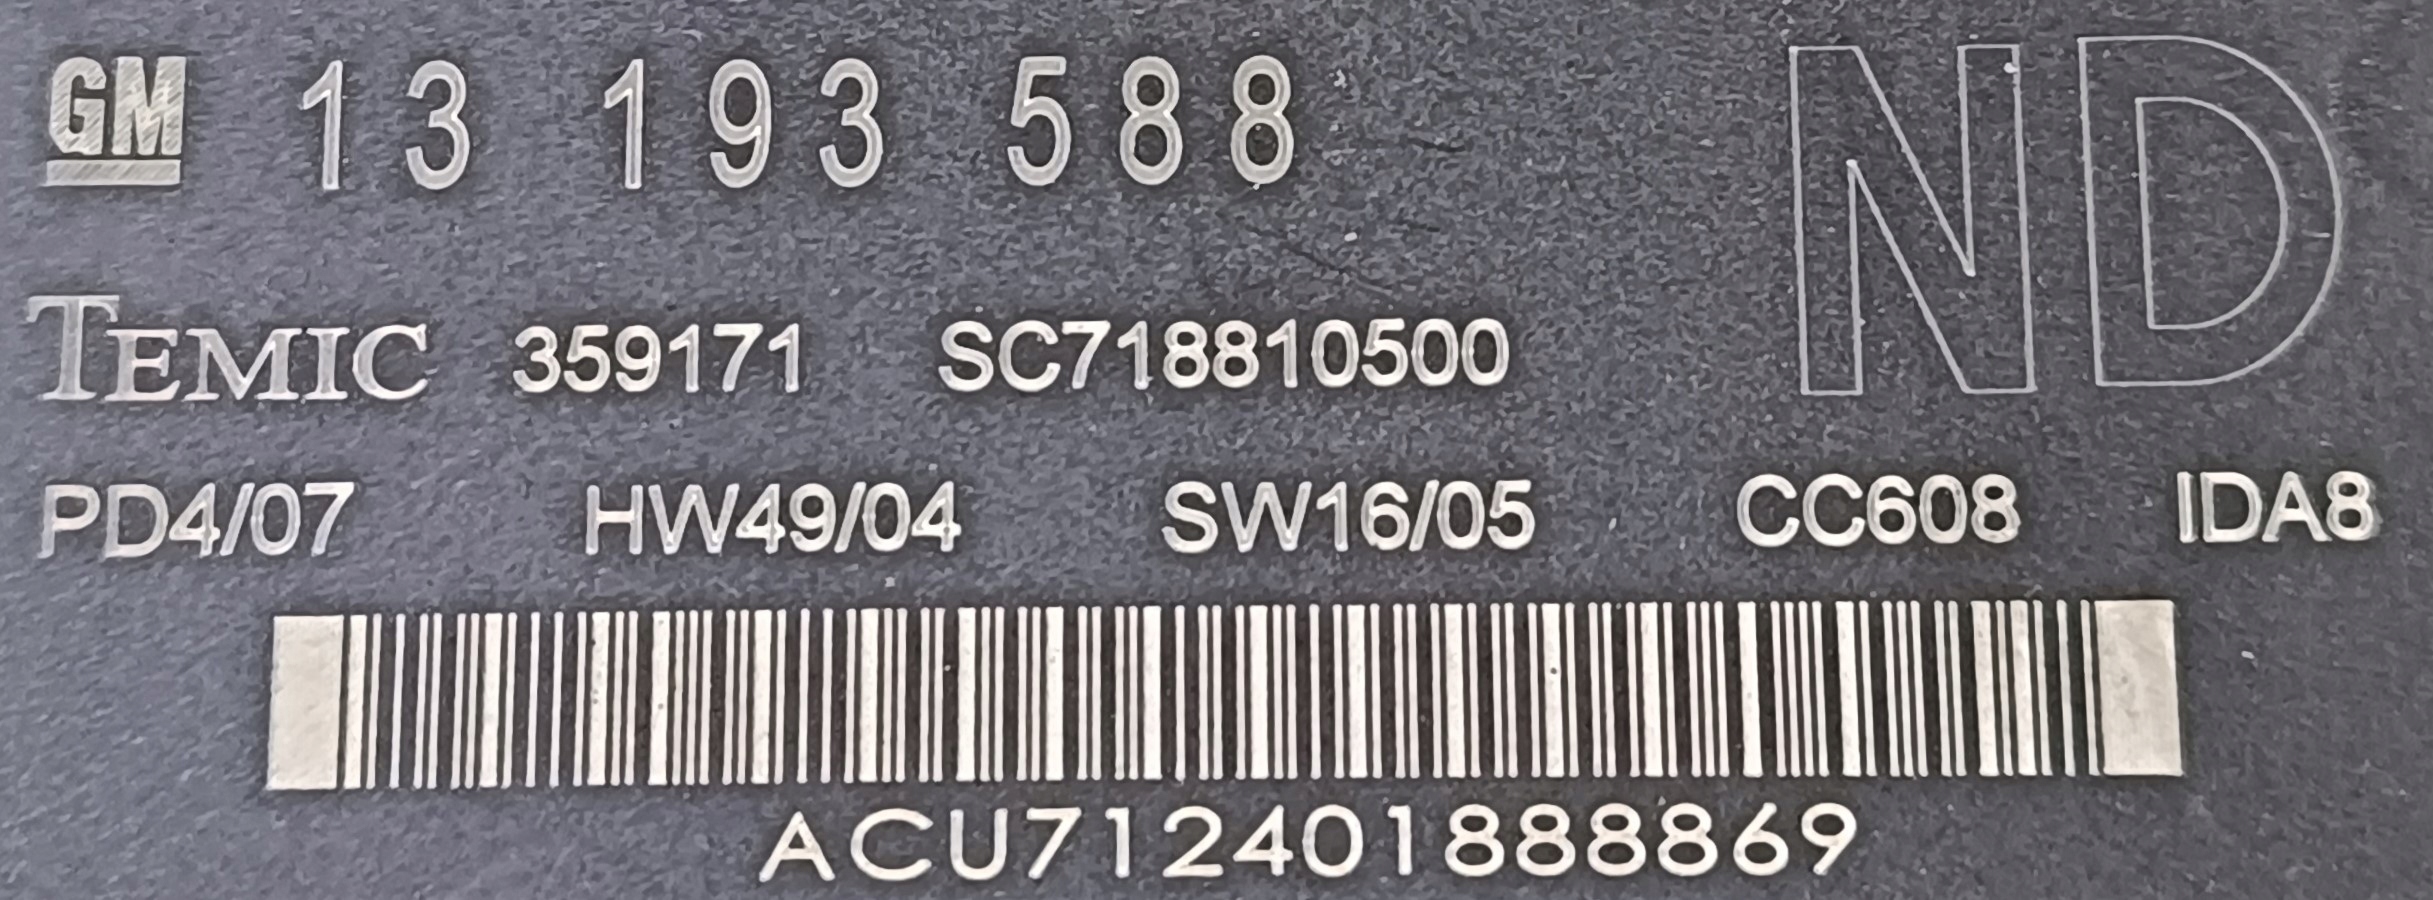 GM 13 193 588 ND
TEMIC 359171 SC718810500
PD4/07 HW49/04 SW16/05 CC608 IDA8
ACU712401888869